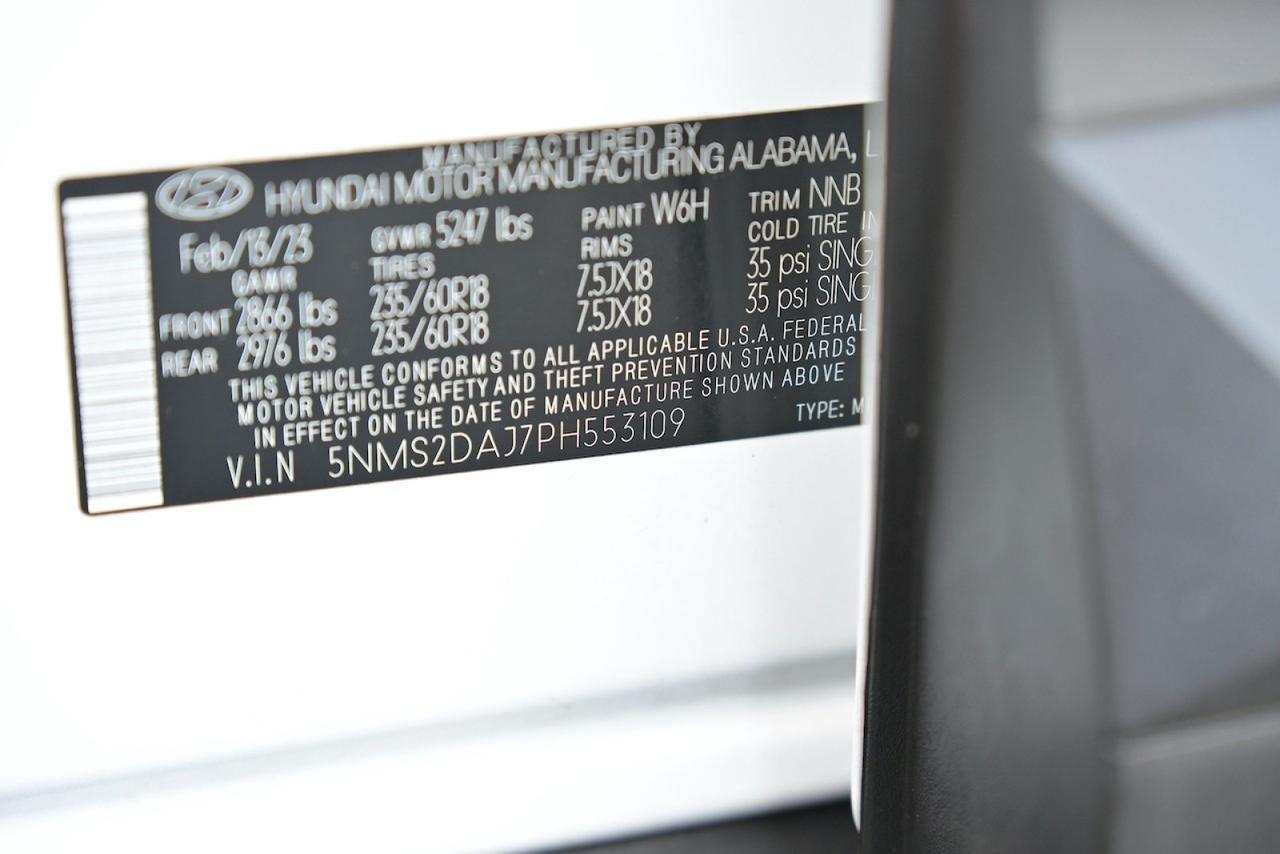 MANUFACTURED BY
HYUNDAI MOTOR MANUFACTURING ALABAMA, L
Feb/13/23 GVWR 5247 lbs PAINT W6H TRIM NNB
GAWR TIRES RIMS COLD TIRE IN
FRONT 2866 lbs 235/60R18 7.5JX18 35 psi SING
REAR 2976 lbs 235/60R18 7.5JX18 35 psi SINGL
THIS VEHICLE CONFORMS TO ALL APPLICABLE U.S.A. FEDERAL
MOTOR VEHICLE SAFETY AND THEFT PREVENTION STANDARDS
IN EFFECT ON THE DATE OF MANUFACTURE SHOWN ABOVE
V.I.N 5NMS2DAJ7PH553109 TYPE: M